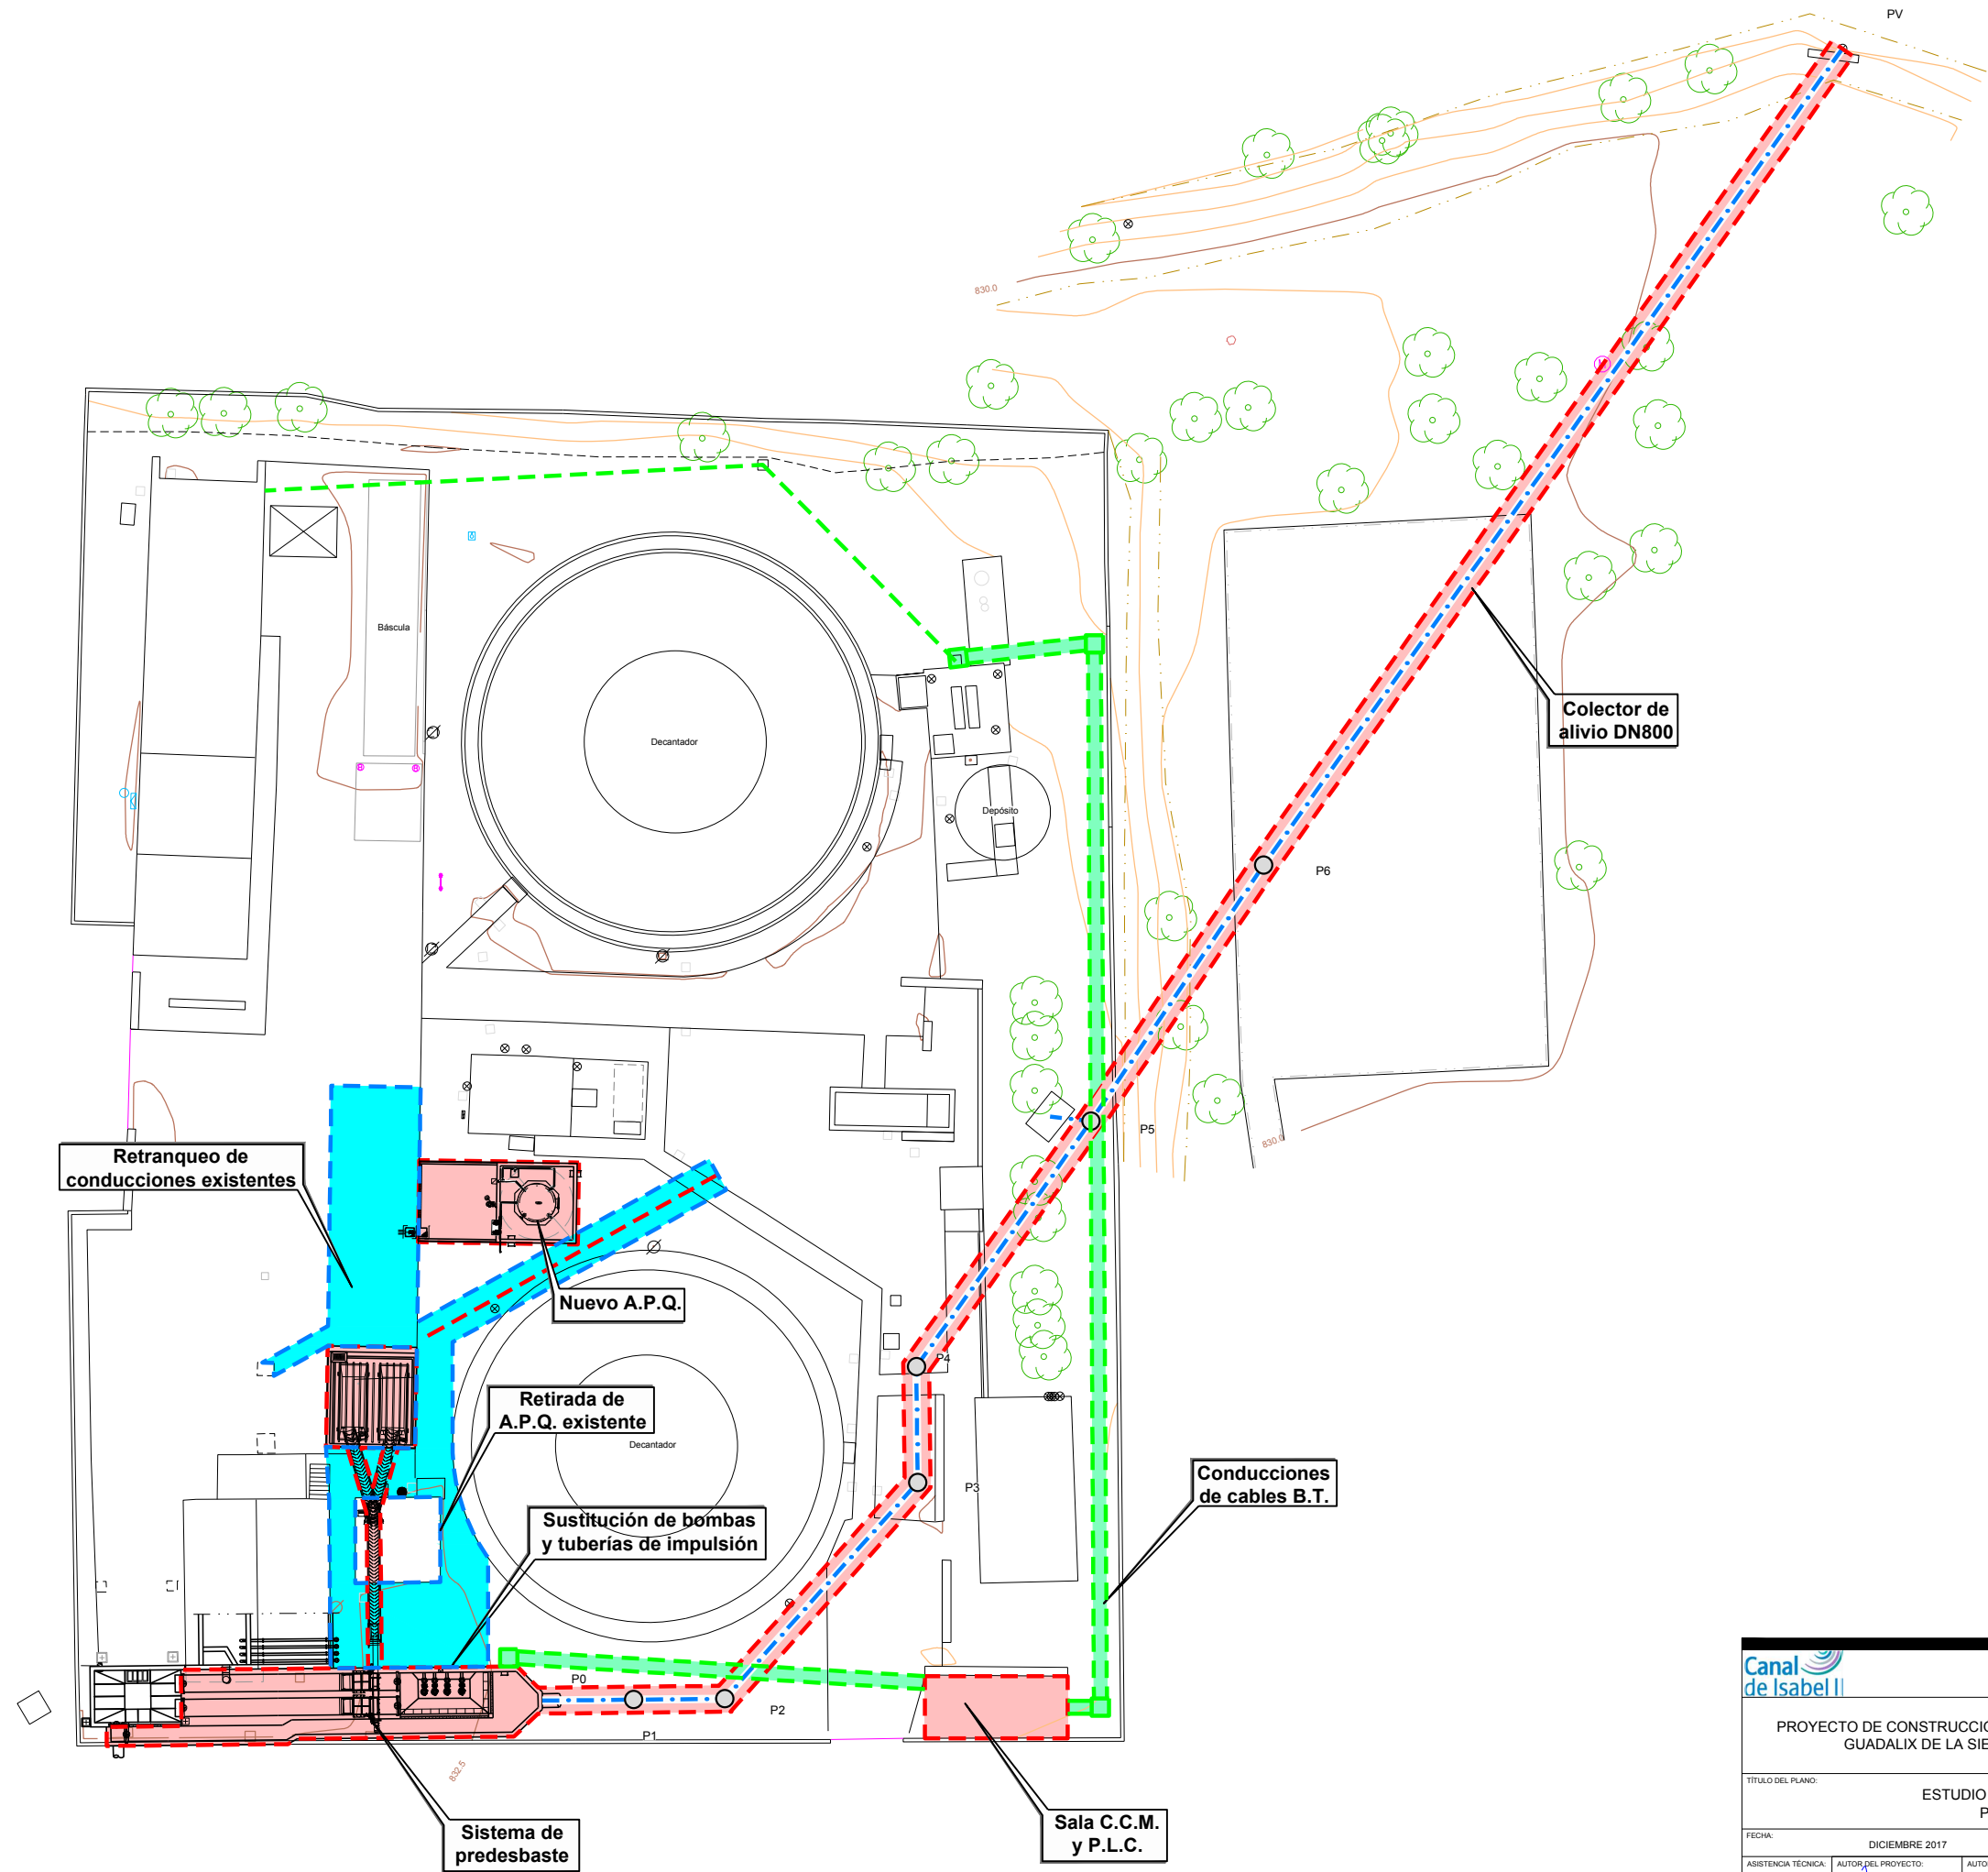 PV
830.0
Báscula
Decantador
Colector de
alivio DN800
Depósito
P6
P5
830.0
Retranqueo de
conducciones existentes
Nuevo A.P.Q.
P4
Retirada de
A.P.Q. existente
Decantador
Conducciones
de cables B.T.
P3
Sustitución de bombas
y tuberías de impulsión
P0
P2
P1
832.5
Sistema de
predesbaste
Sala C.C.M.
y P.L.C.
Canal
de Isabel II
PROYECTO DE CONSTRUCCIO
GUADALIX DE LA SIE
TÍTULO DEL PLANO:
ESTUDIO
P
FECHA:
DICIEMBRE 2017
ASISTENCIA TÉCNICA:
AUTOR DEL PROYECTO:
AUTO